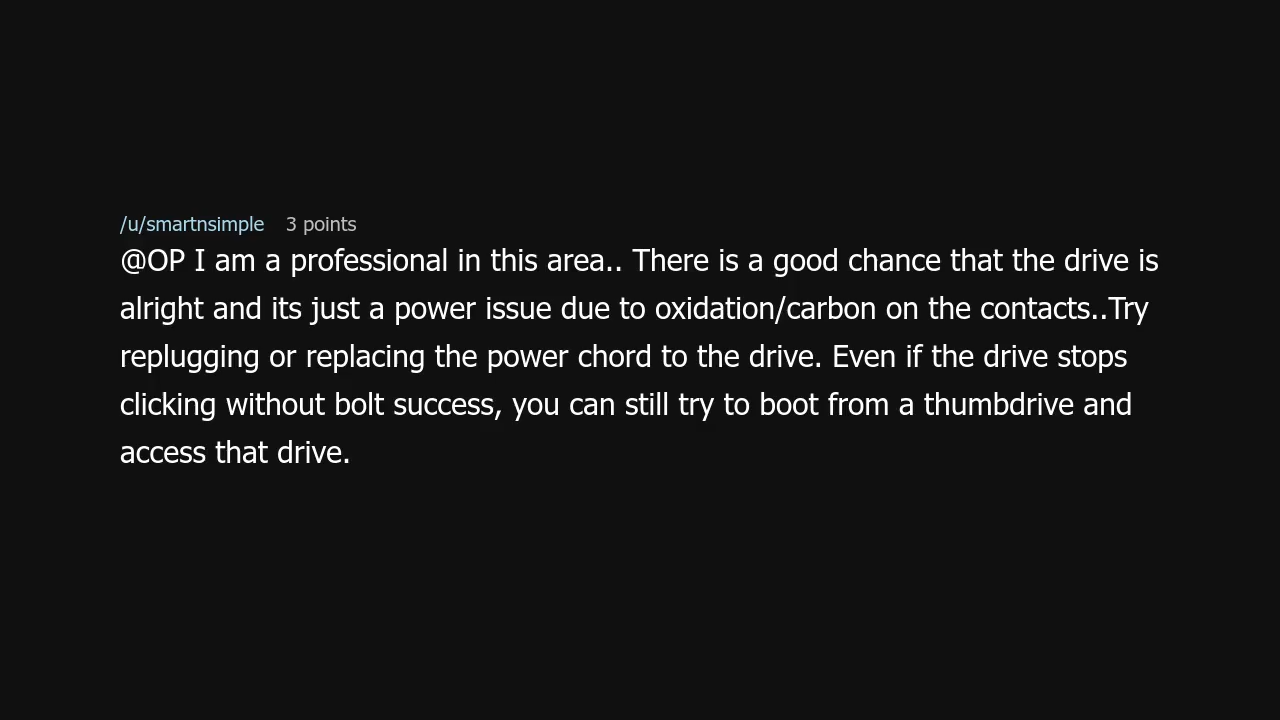 /u/smartnsimple 3 points
@OP I am a professional in this area.. There is a good chance that the drive is
alright and its just a power issue due to oxidation/carbon on the contacts..Try
replugging or replacing the power chord to the drive. Even if the drive stops
clicking without bolt success, you can still try to boot from a thumbdrive and
access that drive.